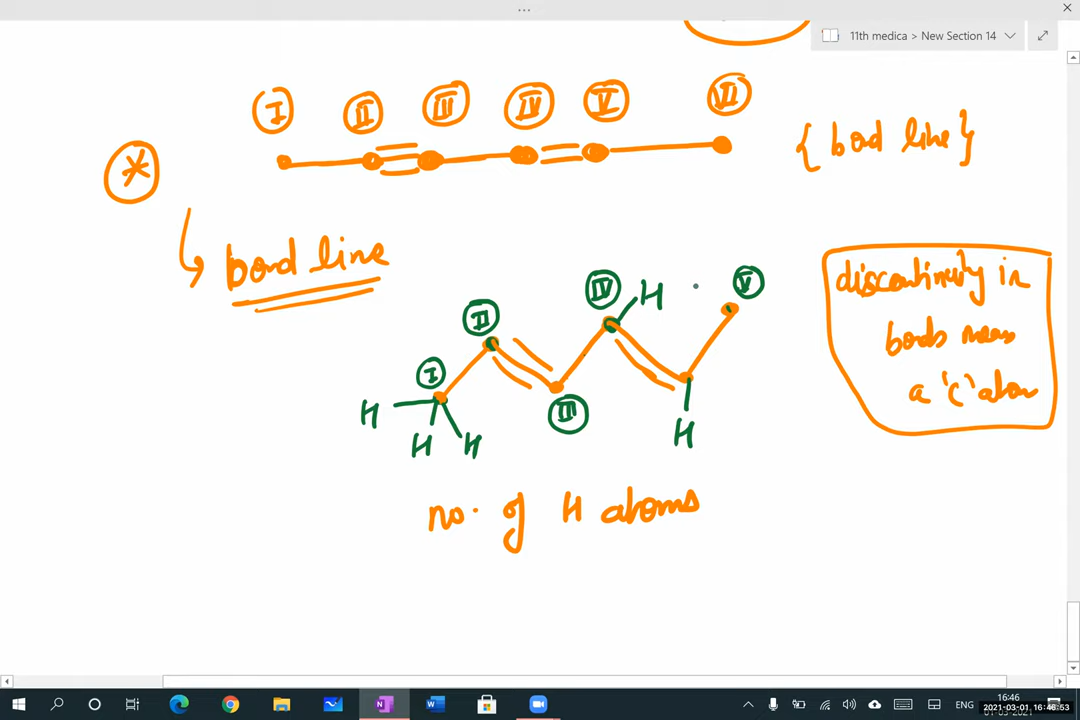 11th medica > New Section 14
I II III IV V VI
{bond line}
*
bond line
discontinuety in
bonds means
a 'C' atom
I II III IV V
H
H H H
H
no. of H atoms
16:46
ENG
2021-03-01 16:46:53